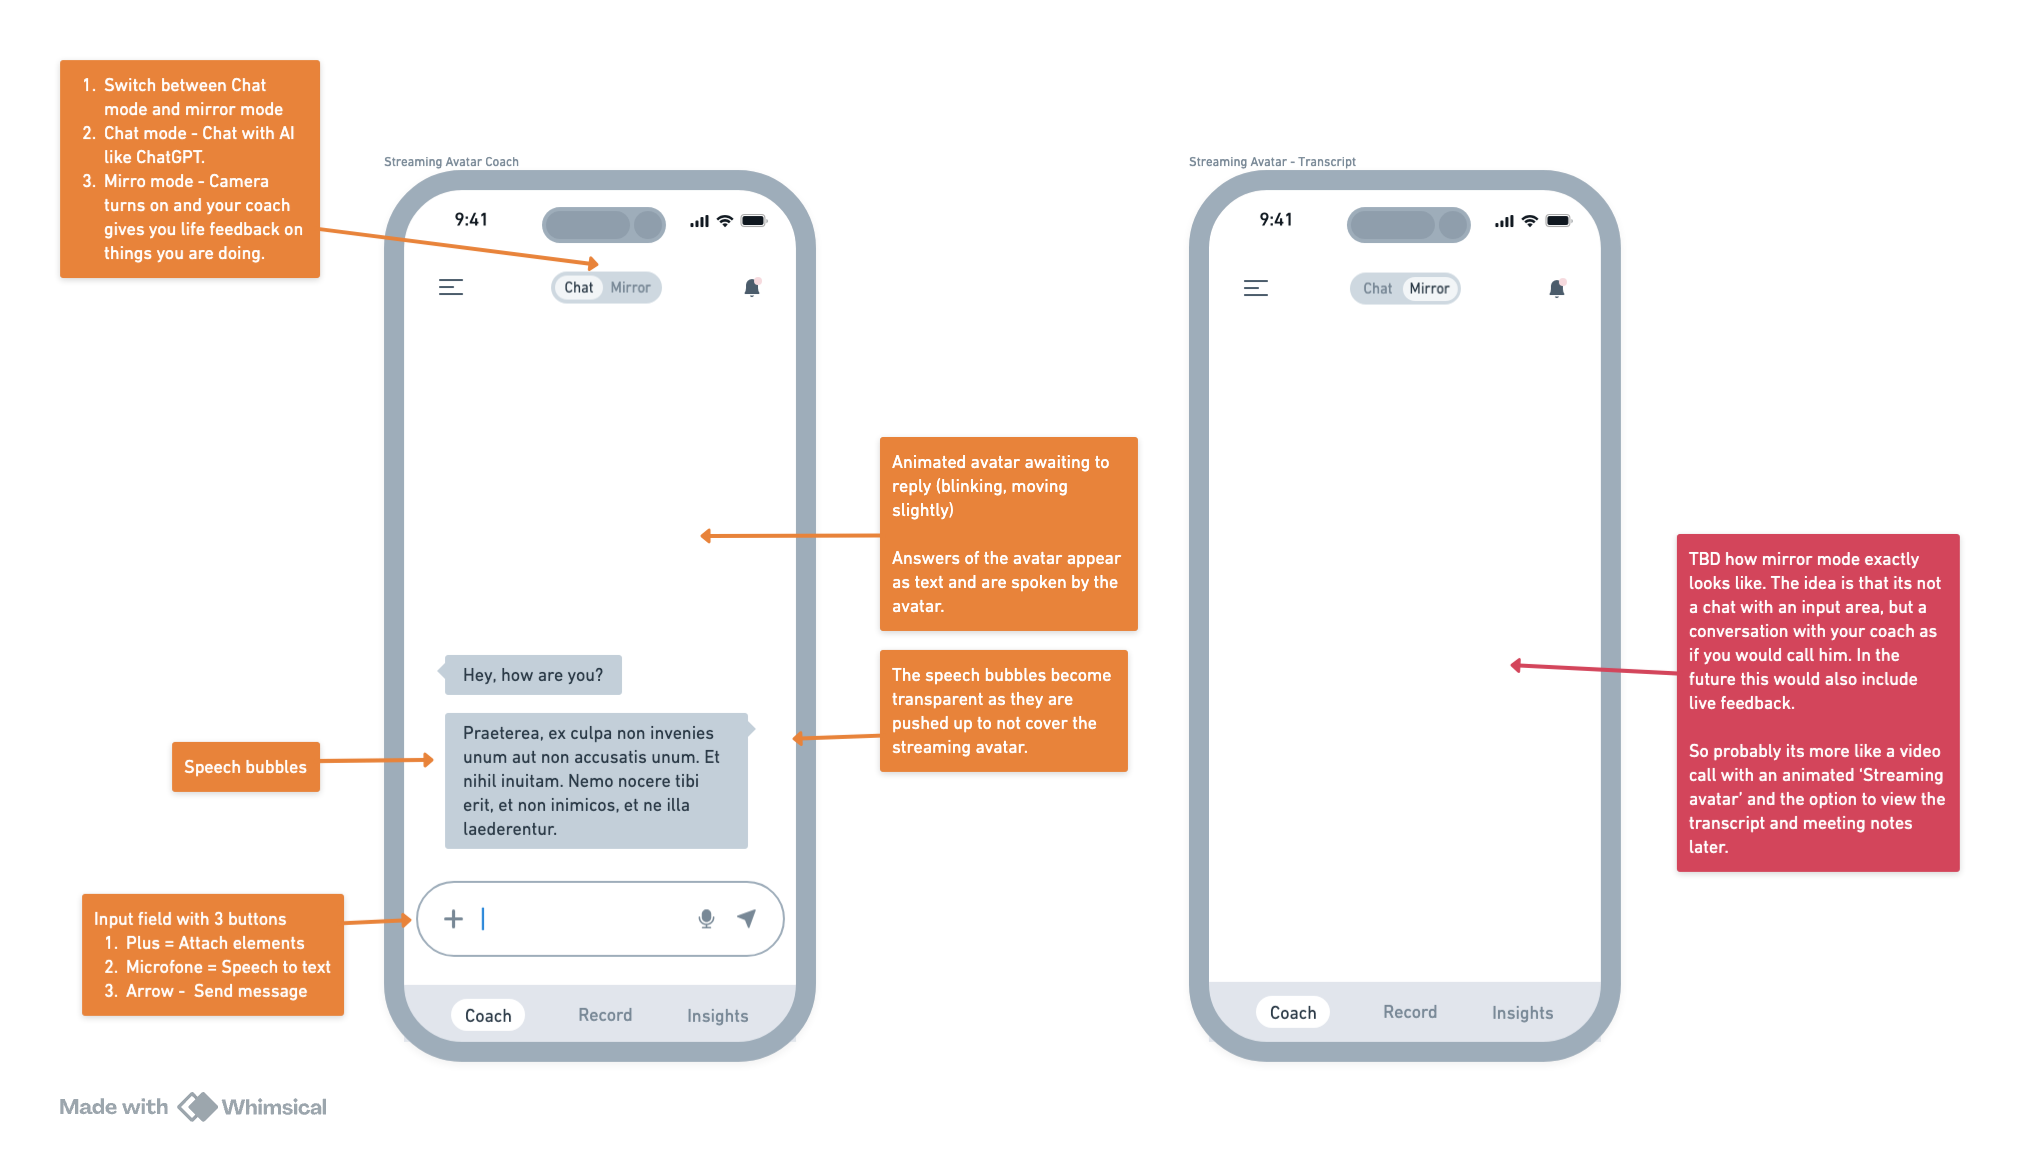 1. Switch between Chat
mode and mirror mode
2. Chat mode - Chat with AI
like ChatGPT.
3. Mirro mode - Camera
turns on and your coach
gives you life feedback on
things you are doing.
Streaming Avatar Coach
9:41
Chat Mirror
Animated avatar awaiting to
reply (blinking, moving
slightly)
Answers of the avatar appear
as text and are spoken by the
avatar.
Hey, how are you?
The speech bubbles become
transparent as they are
pushed up to not cover the
streaming avatar.
Speech bubbles
Praeterea, ex culpa non invenies
unum aut non accusatis unum. Et
nihil inuitam. Nemo nocere tibi
erit, et non inimicos, et ne illa
laederentur.
Input field with 3 buttons
1. Plus = Attach elements
2. Microfone = Speech to text
3. Arrow - Send message
Coach Record Insights
Streaming Avatar - Transcript
9:41
Chat Mirror
TBD how mirror mode exactly
looks like. The idea is that its not
a chat with an input area, but a
conversation with your coach as
if you would call him. In the
future this would also include
live feedback.
So probably its more like a video
call with an animated ‘Streaming
avatar’ and the option to view the
transcript and meeting notes
later.
Coach Record Insights
Made with Whimsical